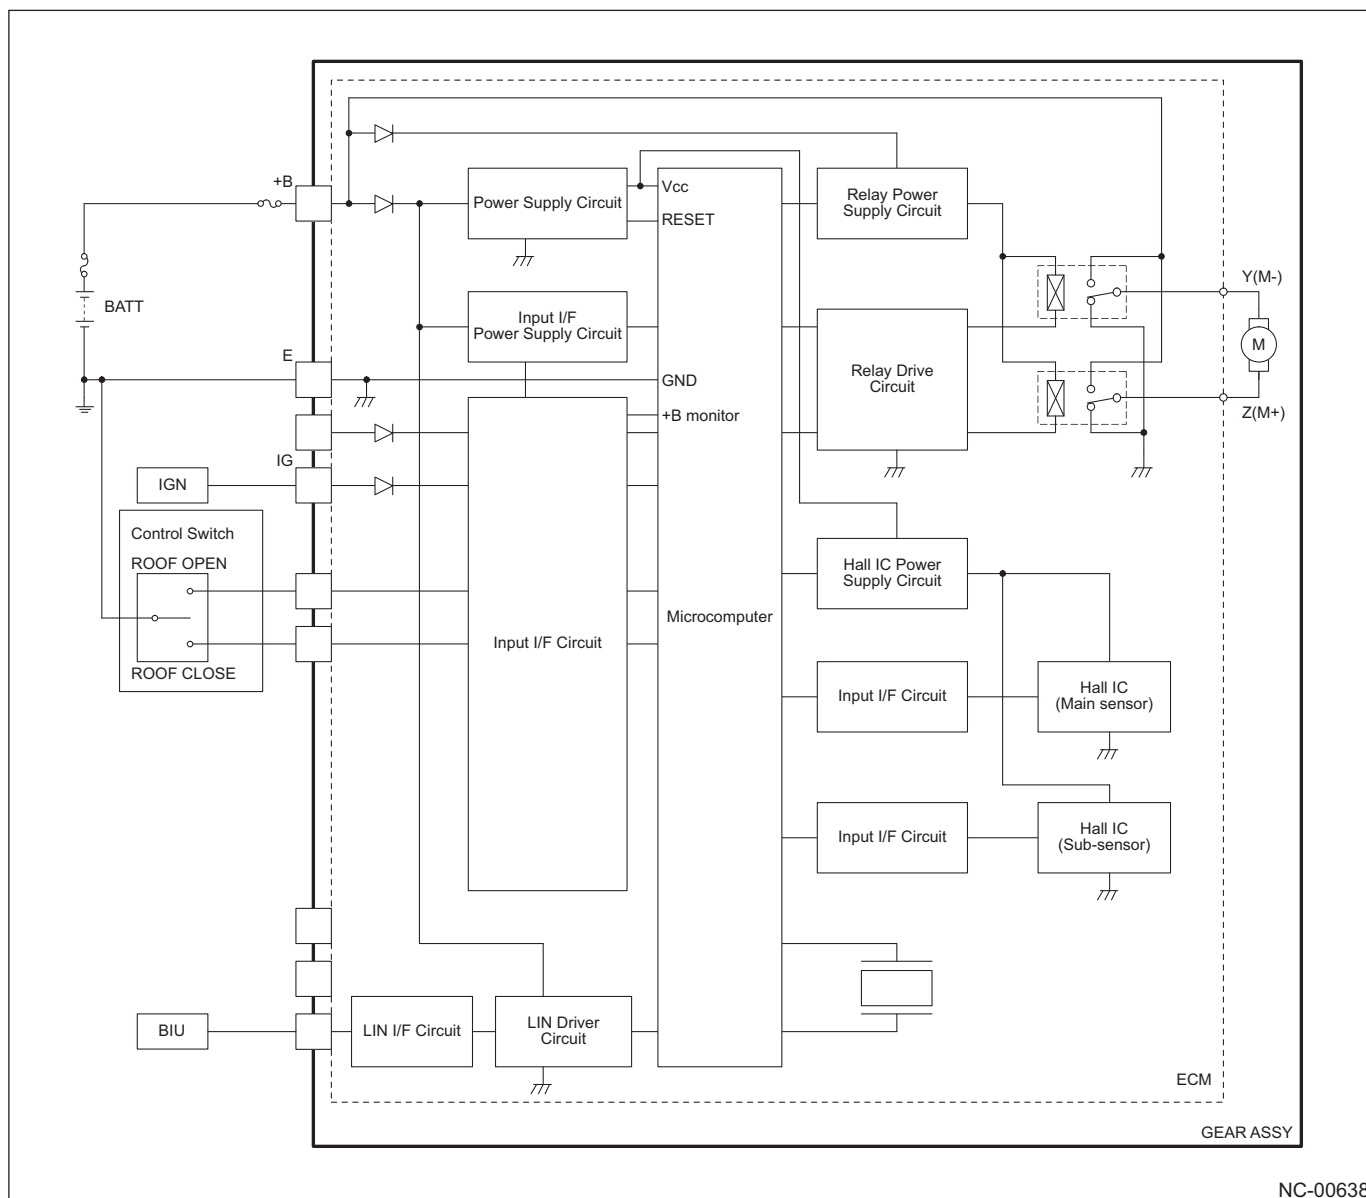 +B
Power Supply Circuit
Vcc
RESET
Relay Power
Supply Circuit
Y(M-)
BATT
Input I/F
Power Supply Circuit
M
E
GND
Relay Drive
Circuit
+B monitor
Z(M+)
IG
IGN
Control Switch
ROOF OPEN
ROOF CLOSE
Input I/F Circuit
Microcomputer
Hall IC Power
Supply Circuit
Input I/F Circuit
Hall IC
(Main sensor)
Input I/F Circuit
Hall IC
(Sub-sensor)
BIU
LIN I/F Circuit
LIN Driver
Circuit
ECM
GEAR ASSY
NC-00638